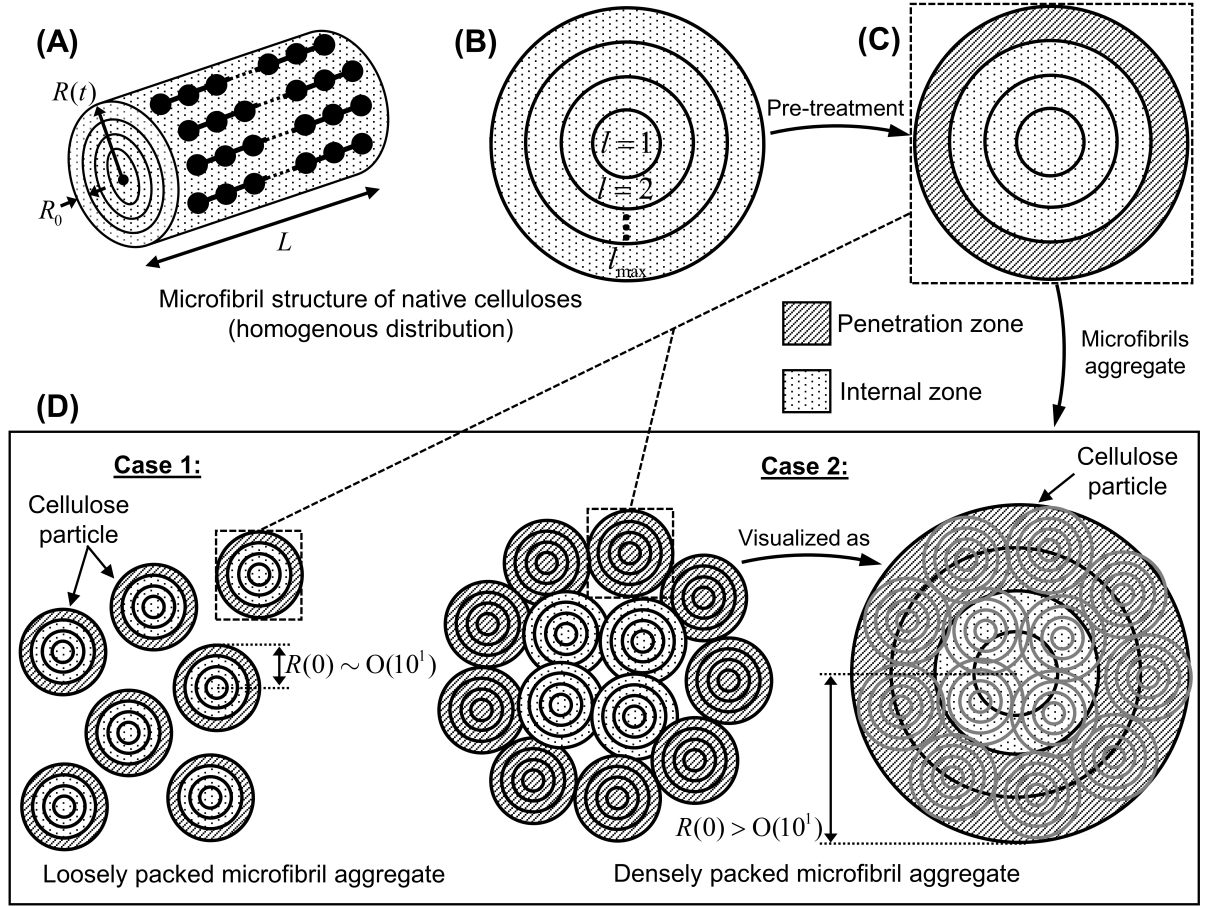 (A)
R(t)
R₀
L
Microfibril structure of native celluloses
(homogenous distribution)
(B)
l = 1
l = 2
lmax
Pre-treatment
(C)
Penetration zone
Internal zone
Microfibrils
aggregate
(D)
Case 1:
Cellulose
particle
R(0) ~ O(10¹)
Loosely packed microfibril aggregate
Case 2:
Visualized as
Cellulose
particle
R(0) > O(10¹)
Densely packed microfibril aggregate